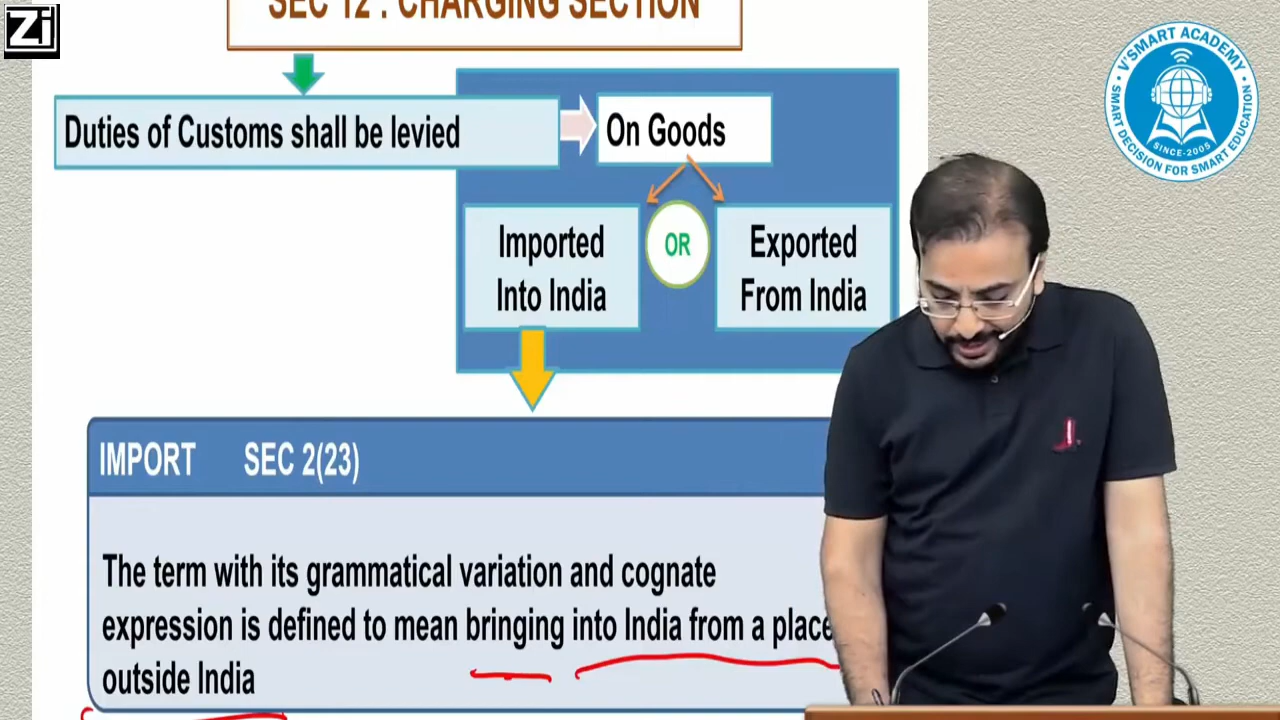 Zi
SEC 12 : CHARGING SECTION
Duties of Customs shall be levied
On Goods
Imported
Into India
OR
Exported
From India
IMPORT SEC 2(23)
The term with its grammatical variation and cognate
expression is defined to mean bringing into India from a place
outside India
V'SMART ACADEMY
SINCE-2005
SMART DECISION FOR SMART EDUCATION